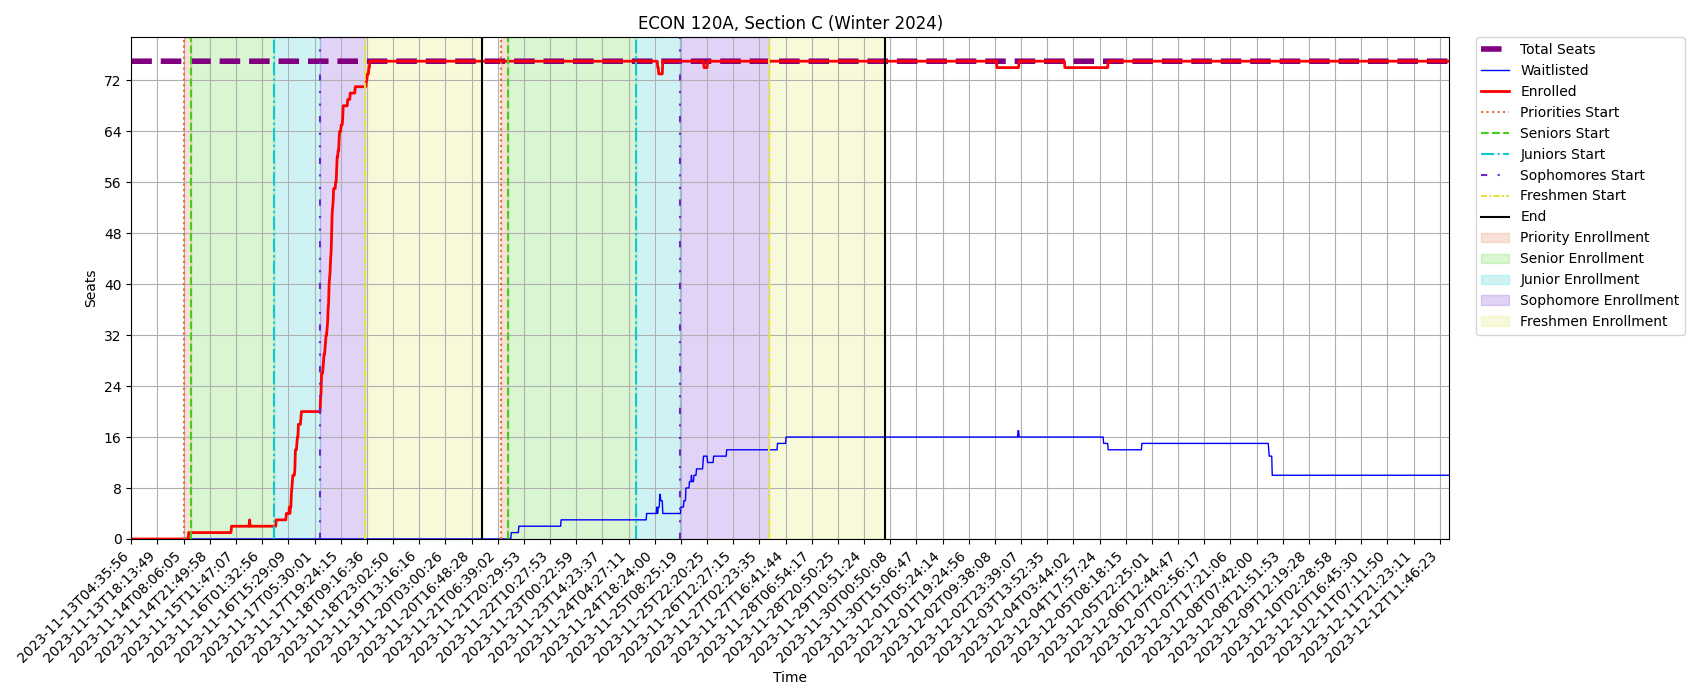 ECON 120A, Section C (Winter 2024)
Seats
72
64
56
48
40
32
24
16
8
0
2023-11-13T04:35:56
2023-11-13T18:13:49
2023-11-14T08:06:05
2023-11-14T21:49:58
2023-11-15T11:47:07
2023-11-16T01:32:56
2023-11-16T15:29:09
2023-11-17T05:30:01
2023-11-17T19:24:15
2023-11-18T09:16:36
2023-11-18T23:02:50
2023-11-19T13:16:16
2023-11-20T03:00:26
2023-11-20T16:48:28
2023-11-21T06:39:02
2023-11-21T20:29:53
2023-11-22T10:27:53
2023-11-23T00:22:59
2023-11-23T14:23:37
2023-11-24T04:27:11
2023-11-24T18:24:00
2023-11-25T08:25:19
2023-11-25T22:20:25
2023-11-26T12:27:15
2023-11-27T02:23:35
2023-11-27T16:41:44
2023-11-28T06:54:17
2023-11-28T20:50:25
2023-11-29T10:51:24
2023-11-30T00:50:08
2023-11-30T15:06:47
2023-12-01T05:24:14
2023-12-01T19:24:56
2023-12-02T09:38:08
2023-12-02T23:39:07
2023-12-03T13:52:35
2023-12-04T03:44:02
2023-12-04T17:57:24
2023-12-05T08:18:15
2023-12-05T22:25:01
2023-12-06T12:44:47
2023-12-07T02:56:17
2023-12-07T17:21:06
2023-12-08T07:42:00
2023-12-08T21:51:53
2023-12-09T12:19:28
2023-12-10T02:28:58
2023-12-10T16:45:30
2023-12-11T07:11:50
2023-12-11T21:23:11
2023-12-12T11:46:23
Time
Total Seats
Waitlisted
Enrolled
Priorities Start
Seniors Start
Juniors Start
Sophomores Start
Freshmen Start
End
Priority Enrollment
Senior Enrollment
Junior Enrollment
Sophomore Enrollment
Freshmen Enrollment